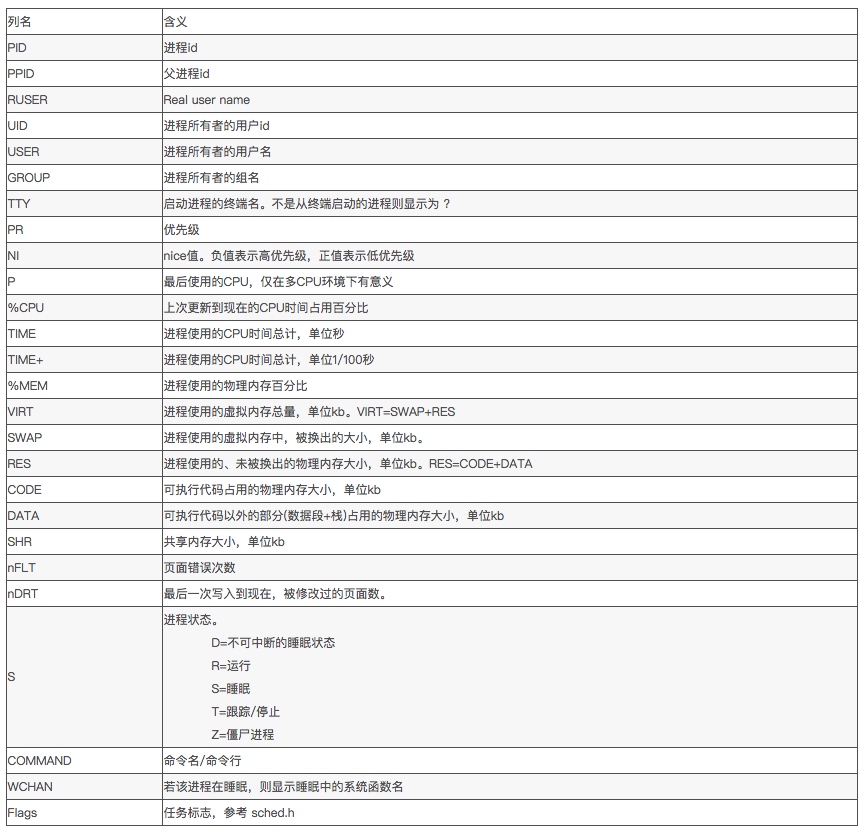 列名 含义
PID 进程id
PPID 父进程id
RUSER Real user name
UID 进程所有者的用户id
USER 进程所有者的用户名
GROUP 进程所有者的组名
TTY 启动进程的终端名。不是从终端启动的进程则显示为 ?
PR 优先级
NI nice值。负值表示高优先级，正值表示低优先级
P 最后使用的CPU，仅在多CPU环境下有意义
%CPU 上次更新到现在的CPU时间占用百分比
TIME 进程使用的CPU时间总计，单位秒
TIME+ 进程使用的CPU时间总计，单位1/100秒
%MEM 进程使用的物理内存百分比
VIRT 进程使用的虚拟内存总量，单位kb。VIRT=SWAP+RES
SWAP 进程使用的虚拟内存中，被换出的大小，单位kb。
RES 进程使用的、未被换出的物理内存大小，单位kb。RES=CODE+DATA
CODE 可执行代码占用的物理内存大小，单位kb
DATA 可执行代码以外的部分(数据段+栈)占用的物理内存大小，单位kb
SHR 共享内存大小，单位kb
nFLT 页面错误次数
nDRT 最后一次写入到现在，被修改过的页面数。
S 进程状态。
D=不可中断的睡眠状态
R=运行
S=睡眠
T=跟踪/停止
Z=僵尸进程
COMMAND 命令名/命令行
WCHAN 若该进程在睡眠，则显示睡眠中的系统函数名
Flags 任务标志，参考 sched.h